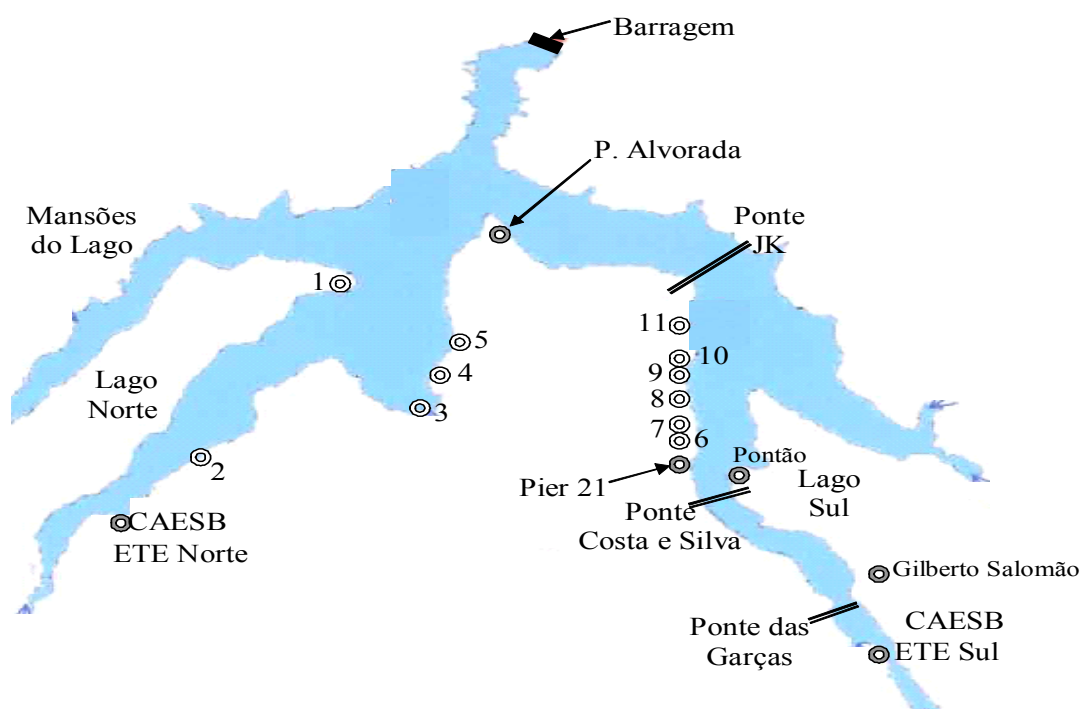 Barragem
P. Alvorada
Mansões
do Lago
Ponte
JK
1
11
5
10
4
9
Lago
Norte
8
3
7
6
2
Pontão
Pier 21
Lago
Sul
Ponte
Costa e Silva
CAESB
ETE Norte
Gilberto Salomão
Ponte das
Garças
CAESB
ETE Sul